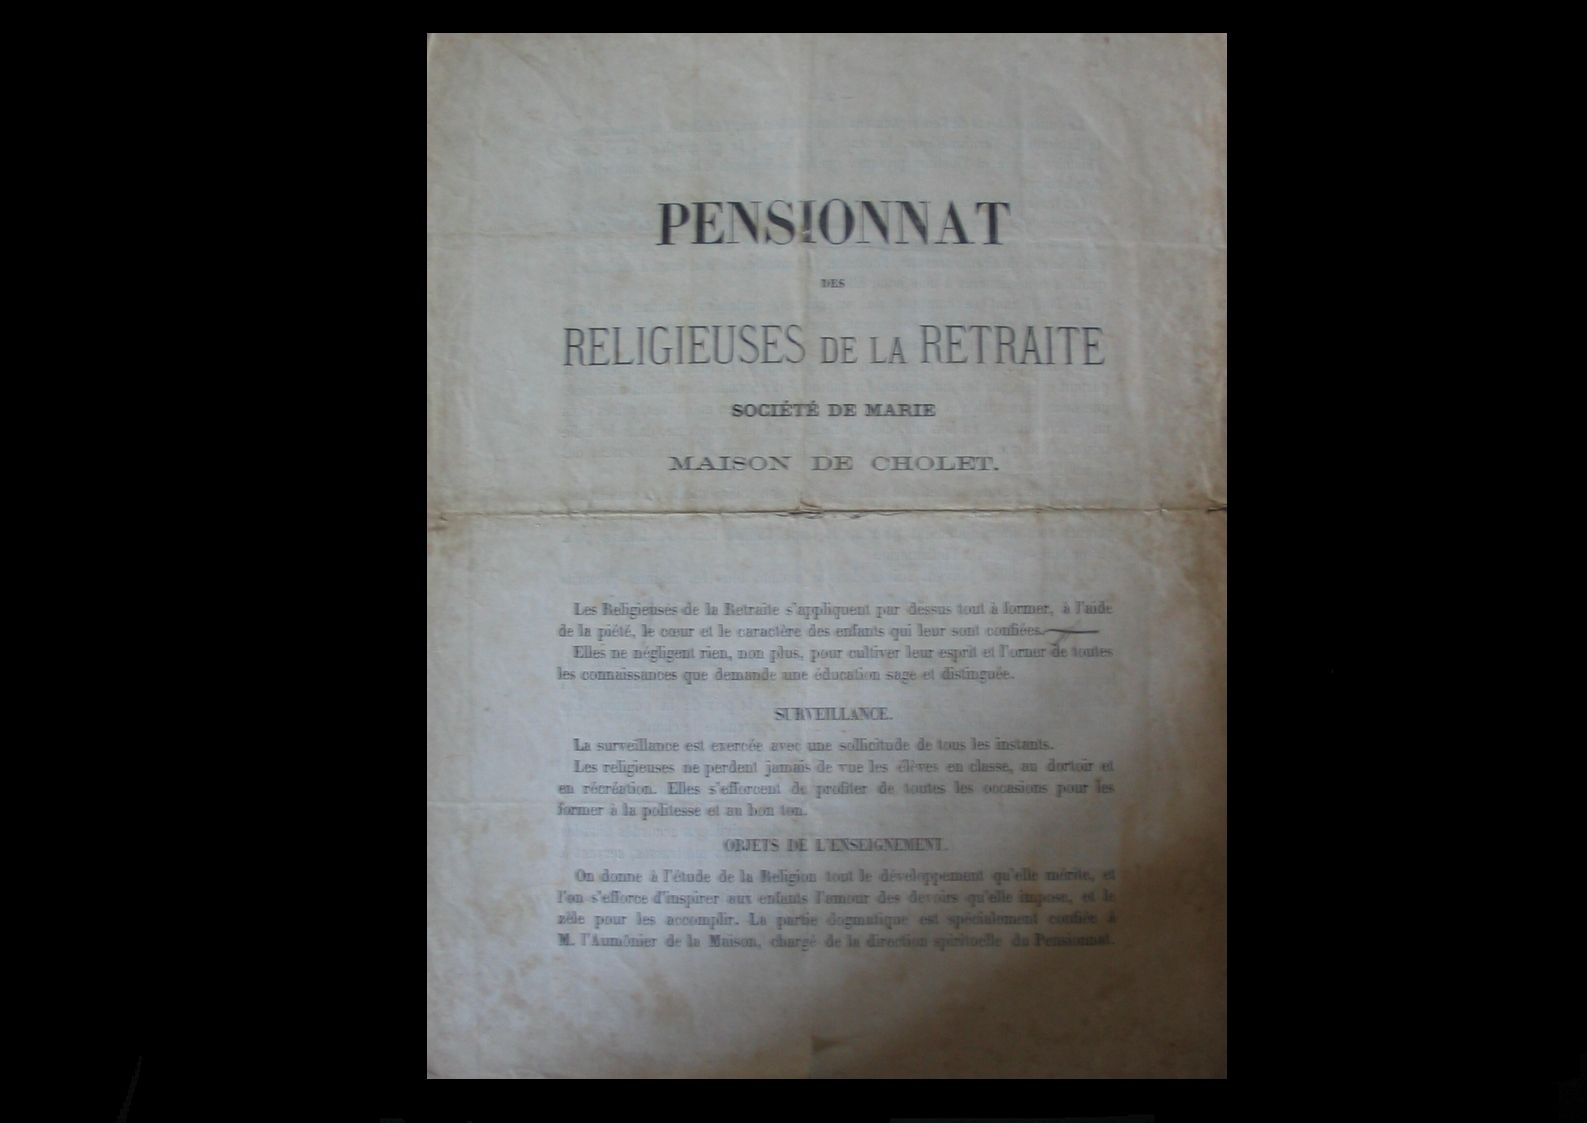 PENSIONNAT
DES
RELIGIEUSES DE LA RETRAITE
SOCIÉTÉ DE MARIE
MAISON DE CHOLET.
Les Religieuses de la Retraite s'appliquent par dessus tout à former, à l'aide
de la piété, le cœur et le caractère des enfants qui leur sont confiées.
Elles ne négligent rien, non plus, pour cultiver leur esprit et l'orner de toutes
les connaissances que demande une éducation sage et distinguée.
SURVEILLANCE.
La surveillance est exercée avec une sollicitude de tous les instants.
Les religieuses ne perdent jamais de vue les élèves en classe, au dortoir et
en récréation. Elles s'efforcent de profiter de toutes les occasions pour les
former à la politesse et au bon ton.
OBJETS DE L'ENSEIGNEMENT.
On donne à l'étude de la Religion tout le développement qu'elle mérite, et
l'on s'efforce d'inspirer aux enfants l'amour des devoirs qu'elle impose, et le
zèle pour les accomplir. La partie dogmatique est spécialement confiée à
M. l'Aumônier de la Maison, chargé de la direction spirituelle du Pensionnat.